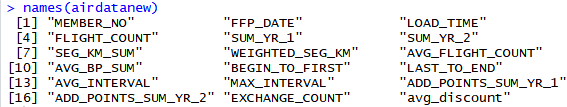 > names(airdatanew)
[1] "MEMBER_NO" "FFP_DATE" "LOAD_TIME"
[4] "FLIGHT_COUNT" "SUM_YR_1" "SUM_YR_2"
[7] "SEG_KM_SUM" "WEIGHTED_SEG_KM" "AVG_FLIGHT_COUNT"
[10] "AVG_BP_SUM" "BEGIN_TO_FIRST" "LAST_TO_END"
[13] "AVG_INTERVAL" "MAX_INTERVAL" "ADD_POINTS_SUM_YR_1"
[16] "ADD_POINTS_SUM_YR_2" "EXCHANGE_COUNT" "avg_discount"